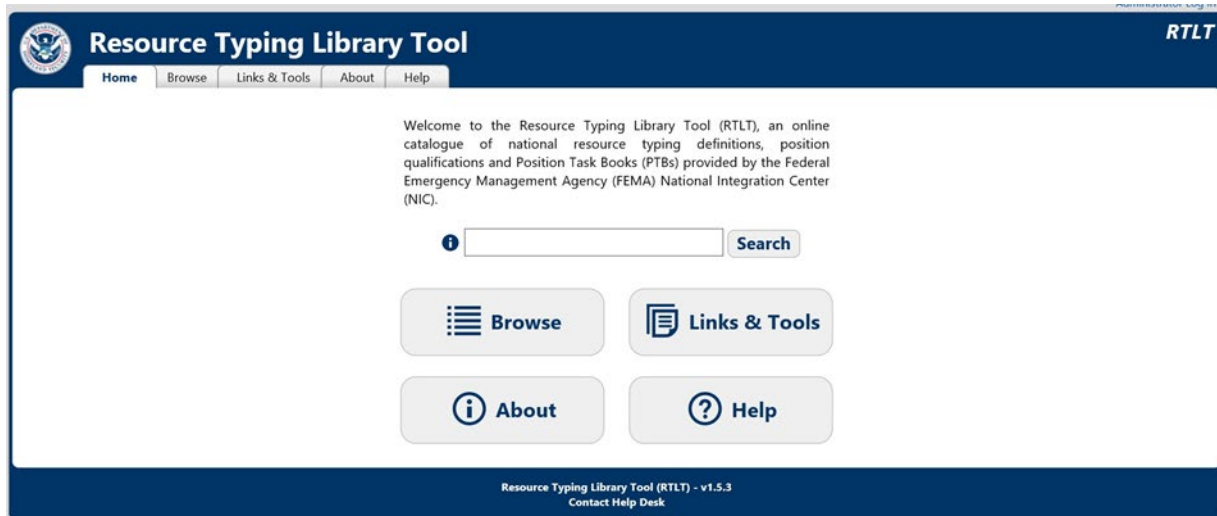 Administrator Log In
RTLT
Resource Typing Library Tool
Home Browse Links & Tools About Help
Welcome to the Resource Typing Library Tool (RTLT), an online
catalogue of national resource typing definitions, position
qualifications and Position Task Books (PTBs) provided by the Federal
Emergency Management Agency (FEMA) National Integration Center
(NIC).
Search
Browse Links & Tools
About Help
Resource Typing Library Tool (RTLT) - v1.5.3
Contact Help Desk